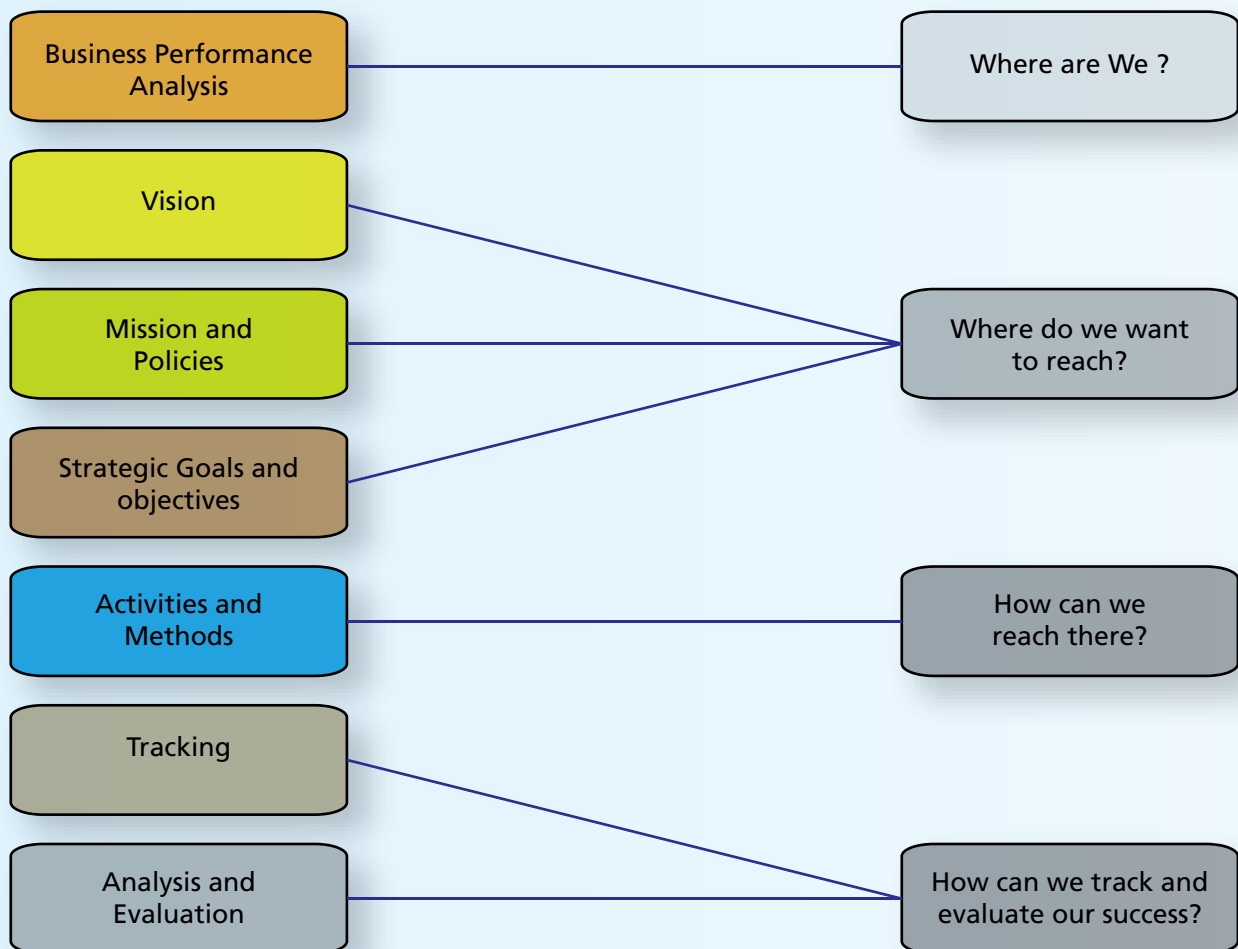 Business Performance
Analysis
Where are We ?
Vision
Mission and
Policies
Where do we want
to reach?
Strategic Goals and
objectives
Activities and
Methods
How can we
reach there?
Tracking
Analysis and
Evaluation
How can we track and
evaluate our success?